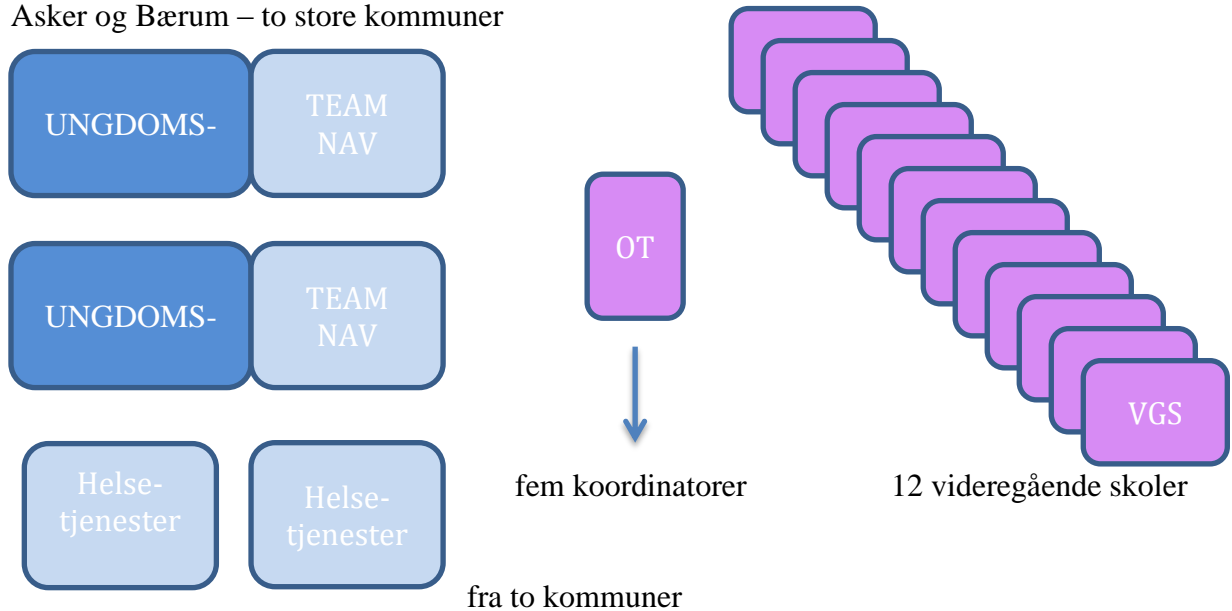 Asker og Bærum – to store kommuner
UNGDOMS-
TEAM
NAV
UNGDOMS-
TEAM
NAV
OT
VGS
Helse-
tjenester
Helse-
tjenester
fem koordinatorer
12 videregående skoler
fra to kommuner